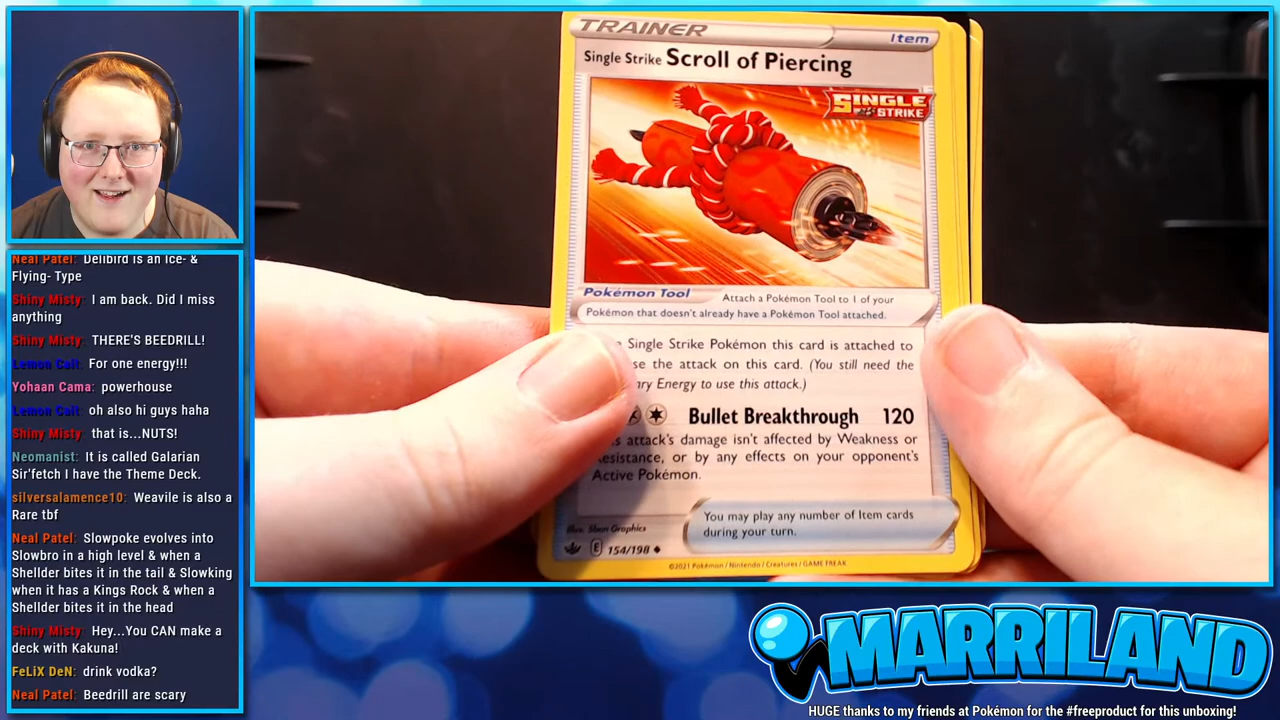 Neal Patel: Delibird is an Ice- &
Flying- Type
Shiny Misty: I am back. Did I miss
anything
Shiny Misty: THERE'S BEEDRILL!
Lemon Cait: For one energy!!!
Yohaan Cama: powerhouse
Lemon Cait: oh also hi guys haha
Shiny Misty: that is...NUTS!
Neomanist: It is called Galarian
Sir'fetch I have the Theme Deck.
silversalamence10: Weavile is also a
Rare tbf
Neal Patel: Slowpoke evolves into
Slowbro in a high level & when a
Shellder bites it in the tail & Slowking
when it has a Kings Rock & when a
Shellder bites it in the head
Shiny Misty: Hey...You CAN make a
deck with Kakuna!
FeLiX DeN: drink vodka?
Neal Patel: Beedrill are scary
TRAINER
Item
Single Strike Scroll of Piercing
SINGLE
STRIKE
Pokémon Tool
Attach a Pokémon Tool to 1 of your
Pokémon that doesn't already have a Pokémon Tool attached.
Single Strike Pokémon this card is attached to
the attack on this card. (You still need the
Energy to use this attack.)
Bullet Breakthrough 120
attack's damage isn't affected by Weakness or
or by any effects on your opponent's
Active Pokémon.
You may play any number of Item cards
during your turn.
Illus. Graphics
E 154/198
©2021 Pokémon / Nintendo / Creatures / GAME FREAK
MARRILAND
HUGE thanks to my friends at Pokémon for the #freeproduct for this unboxing!